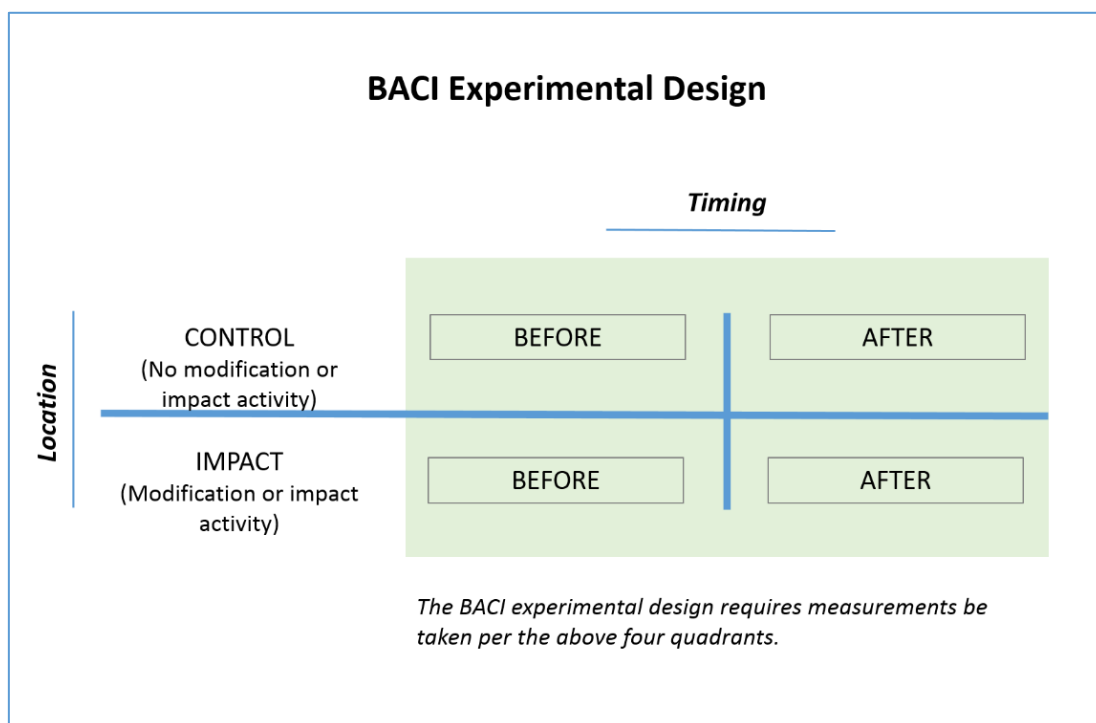 BACI Experimental Design
Timing
Location
CONTROL
(No modification or
impact activity)
BEFORE
AFTER
IMPACT
(Modification or impact
activity)
BEFORE
AFTER
The BACI experimental design requires measurements be
taken per the above four quadrants.